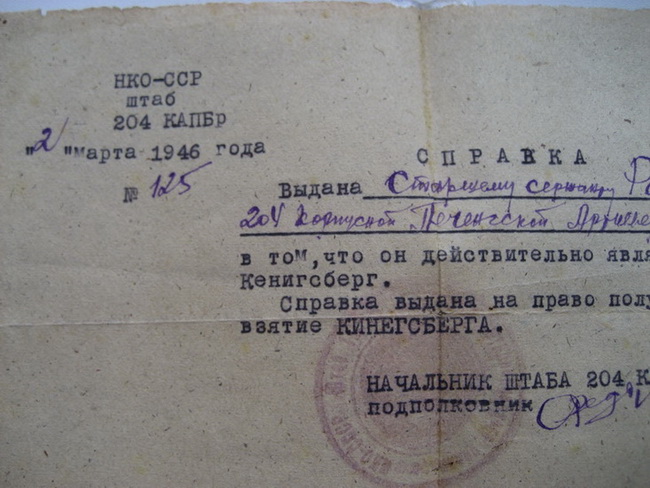 НКО-ССР
штаб
204 КАПБр
"2"марта 1946 года
№ 125
СПРАВКА
Выдана Старшему сержанту
204 Корпусной Печенгской
в том,что он действительно явля
Кенигсберг.
Справка выдана на право полу
взятие КИНЕГСБЕРГА.
НАЧАЛЬНИК ШТАБА 204 К
подполковник